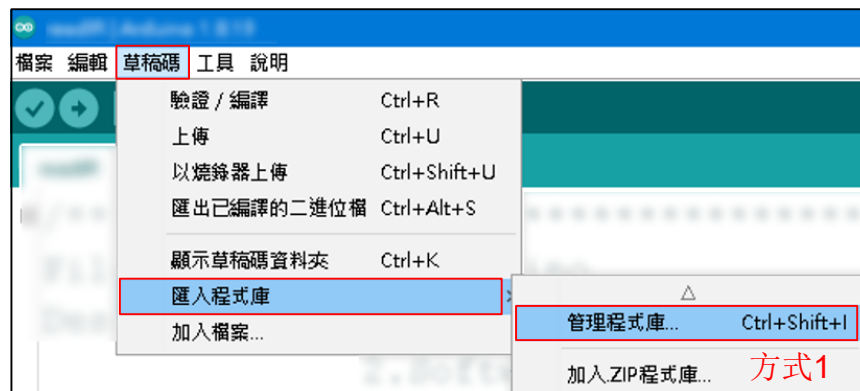 檔案 編輯 草稿碼 工具 說明
驗證 / 編譯 Ctrl+R
上傳 Ctrl+U
以燒錄器上傳 Ctrl+Shift+U
匯出已編譯的二進位檔 Ctrl+Alt+S
顯示草稿碼資料夾 Ctrl+K
匯入程式庫
加入檔案...
△
管理程式庫... Ctrl+Shift+I
加入.ZIP程式庫... 方式1